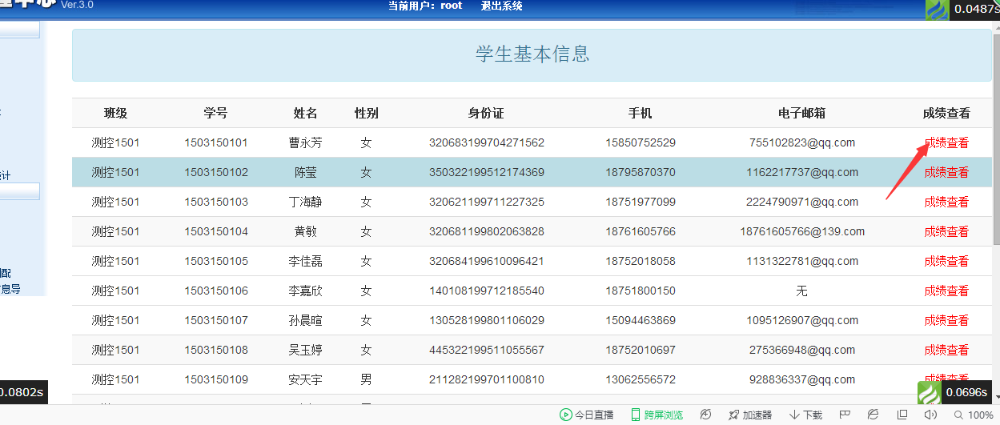 Ver.3.0
当前用户：root 退出系统
0.0487s
学生基本信息
班级 学号 姓名 性别 身份证 手机 电子邮箱 成绩查看
测控1501 1503150101 曹永芳 女 320683199704271562 15850752529 755102823@qq.com 成绩查看
测控1501 1503150102 陈莹 女 350322199512174369 18795870370 1162217737@qq.com 成绩查看
测控1501 1503150103 丁海静 女 320621199711227325 18751977099 2224790971@qq.com 成绩查看
测控1501 1503150104 黄敏 女 320681199802063828 18761605766 18761605766@139.com 成绩查看
测控1501 1503150105 李佳磊 女 320684199610096421 18752018058 1131322781@qq.com 成绩查看
测控1501 1503150106 李嘉欣 女 140108199712185540 18751800150 无 成绩查看
测控1501 1503150107 孙晨暄 女 130528199801106029 15094463869 1095126907@qq.com 成绩查看
测控1501 1503150108 吴玉婷 女 445322199511055567 18752010697 275366948@qq.com 成绩查看
测控1501 1503150109 安天宇 男 211282199701100810 13062556572 928836337@qq.com 成绩查看
计
配
息导
0.0802s
0.0696s
今日直播 跨屏浏览 加速器 下载 100%